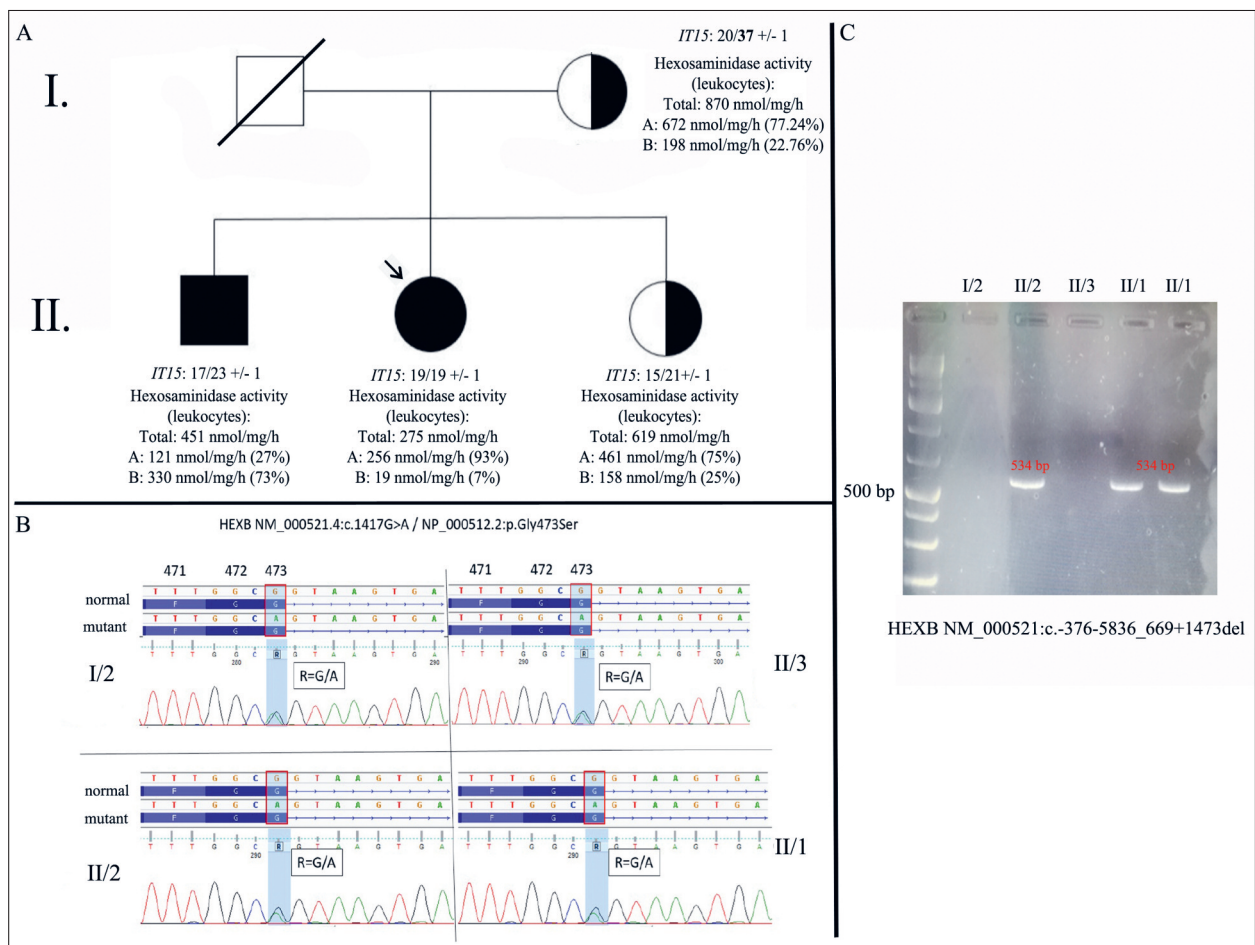 A
I.
IT15: 20/37 +/- 1
Hexosaminidase activity
(leukocytes):
Total: 870 nmol/mg/h
A: 672 nmol/mg/h (77.24%)
B: 198 nmol/mg/h (22.76%)
II.
IT15: 17/23 +/- 1
Hexosaminidase activity
(leukocytes):
Total: 451 nmol/mg/h
A: 121 nmol/mg/h (27%)
B: 330 nmol/mg/h (73%)
IT15: 19/19 +/- 1
Hexosaminidase activity
(leukocytes):
Total: 275 nmol/mg/h
A: 256 nmol/mg/h (93%)
B: 19 nmol/mg/h (7%)
IT15: 15/21+/- 1
Hexosaminidase activity
(leukocytes):
Total: 619 nmol/mg/h
A: 461 nmol/mg/h (75%)
B: 158 nmol/mg/h (25%)
B
HEXB NM_000521.4:c.1417G>A / NP_000512.2:p.Gly473Ser
471 472 473
normal
T T T G G C G G T A A G T G A
F G G
mutant
T T T G G C A G T A A G T G A
F G G
T T T G G C R G T A A G T G A
280 290
I/2
R=G/A
471 472 473
T T T G G C G G T A A G T G A
F G G
T T T G G C A G T A A G T G A
F G G
T T T G G C R G T A A G T G A
290 300
II/3
R=G/A
normal
T T T G G C G G T A A G T G A
F G G
mutant
T T T G G C A G T A A G T G A
F G G
T T T G G C R G T A A G T G A
290
II/2
R=G/A
T T T G G C G G T A A G T G A
F G G
T T T G G C A G T A A G T G A
F G G
T T T G G C R G T A A G T G A
290
II/1
R=G/A
C
I/2 II/2 II/3 II/1 II/1
534 bp 534 bp
500 bp
HEXB NM_000521:c.-376-5836_669+1473del